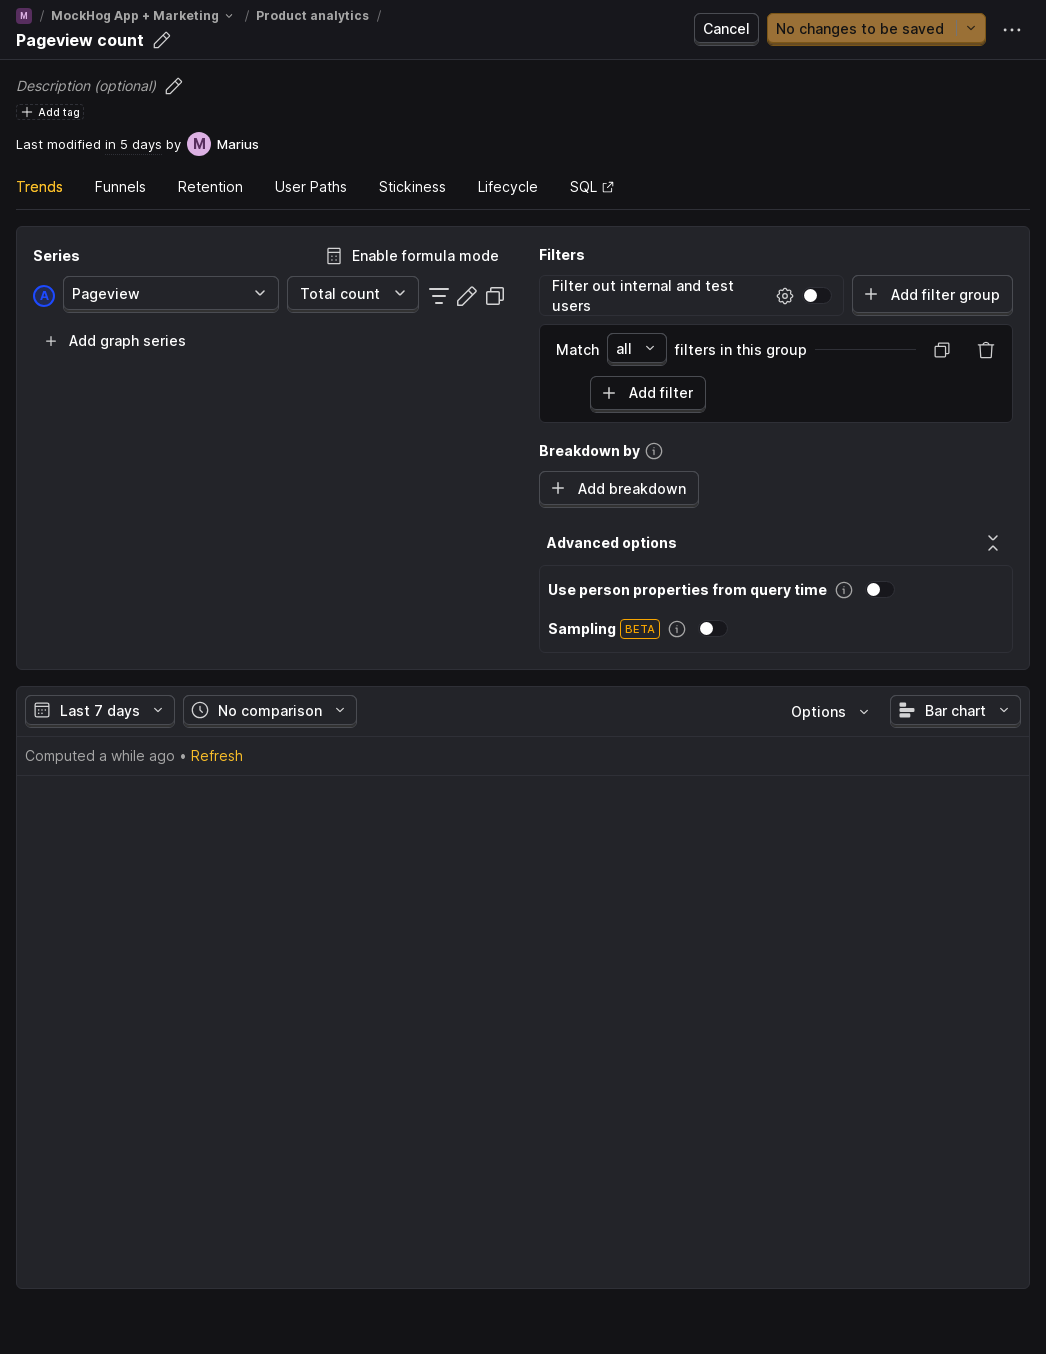 M / MockHog App + Marketing / Product analytics /
Pageview count
Cancel
No changes to be saved
Description (optional)
Add tag
Last modified in 5 days by M Marius
Trends Funnels Retention User Paths Stickiness Lifecycle SQL
Series
Enable formula mode
A Pageview Total count
Add graph series
Filters
Filter out internal and test
users
Add filter group
Match all filters in this group
Add filter
Breakdown by
Add breakdown
Advanced options
Use person properties from query time
Sampling BETA
Last 7 days No comparison Options Bar chart
Computed a while ago • Refresh